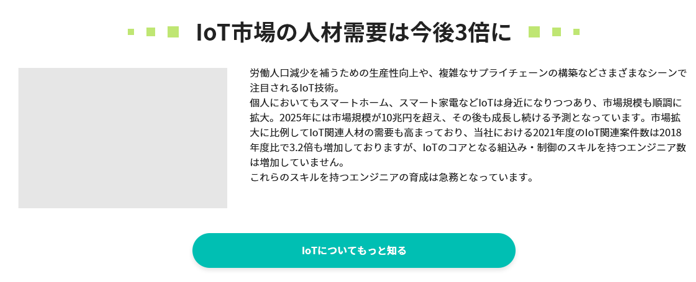 IoT市場の人材需要は今後3倍に
労働人口減少を補うための生産性向上や、複雑なサプライチェーンの構築などさまざまなシーンで
注目されるIoT技術。
個人においてもスマートホーム、スマート家電などIoTは身近になりつつあり、市場規模も順調に
拡大。2025年には市場規模が10兆円を超え、その後も成長し続ける予測となっています。市場拡
大に比例してIoT関連人材の需要も高まっており、当社における2021年度のIoT関連案件数は2018
年度比で3.2倍も増加しておりますが、IoTのコアとなる組込み・制御のスキルを持つエンジニア数
は増加していません。
これらのスキルを持つエンジニアの育成は急務となっています。
IoTについてもっと知る